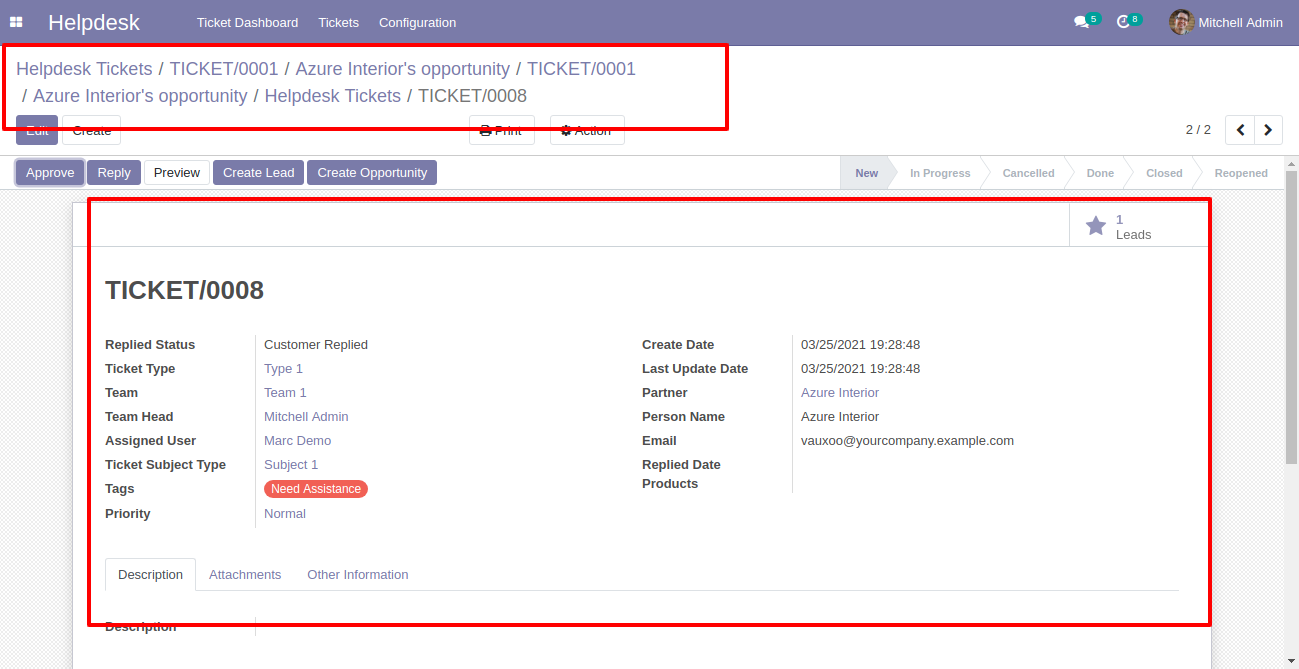 Helpdesk Ticket Dashboard Tickets Configuration 5 8 Mitchell Admin
Helpdesk Tickets / TICKET/0001 / Azure Interior's opportunity / TICKET/0001
/ Azure Interior's opportunity / Helpdesk Tickets / TICKET/0008
Edit Create Print Action 2 / 2
Approve Reply Preview Create Lead Create Opportunity New In Progress Cancelled Done Closed Reopened
1
Leads
TICKET/0008
Replied Status Customer Replied Create Date 03/25/2021 19:28:48
Ticket Type Type 1 Last Update Date 03/25/2021 19:28:48
Team Team 1 Partner Azure Interior
Team Head Mitchell Admin Person Name Azure Interior
Assigned User Marc Demo Email vauxoo@yourcompany.example.com
Ticket Subject Type Subject 1 Replied Date
Tags Need Assistance Products
Priority Normal
Description Attachments Other Information
Description